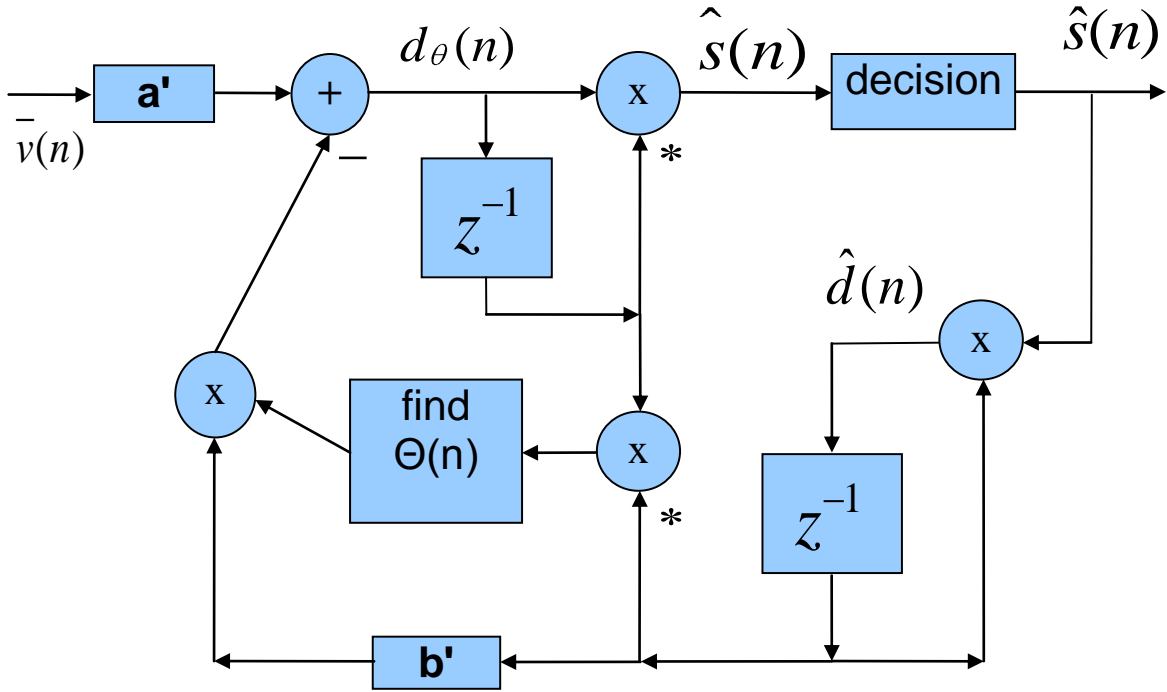 d_θ(n)
ŝ(n)
ŝ(n)
a'
+
x
decision
v̄(n)
−
*
z⁻¹
d̂(n)
x
x
find
Θ(n)
x
*
z⁻¹
b'